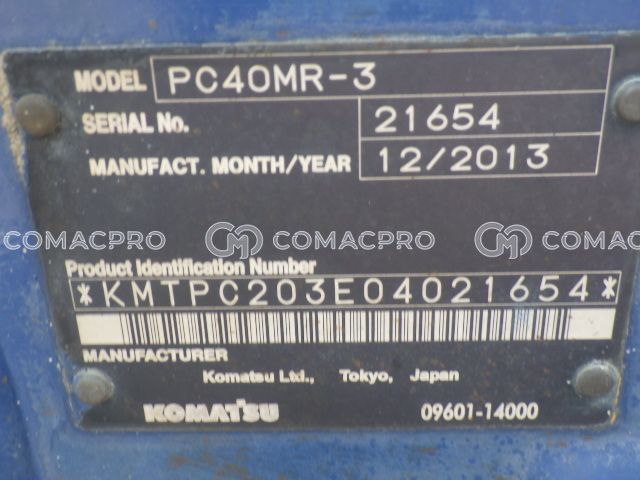 MODEL PC40MR-3
SERIAL No. 21654
MANUFACT. MONTH/YEAR 12/2013
COMACPRO COMACPRO COMACPRO
Product Identification Number
*KMTPC203E04021654*
MANUFACTURER
Komatsu Ltd., Tokyo, Japan
KOMATSU 09601-14000